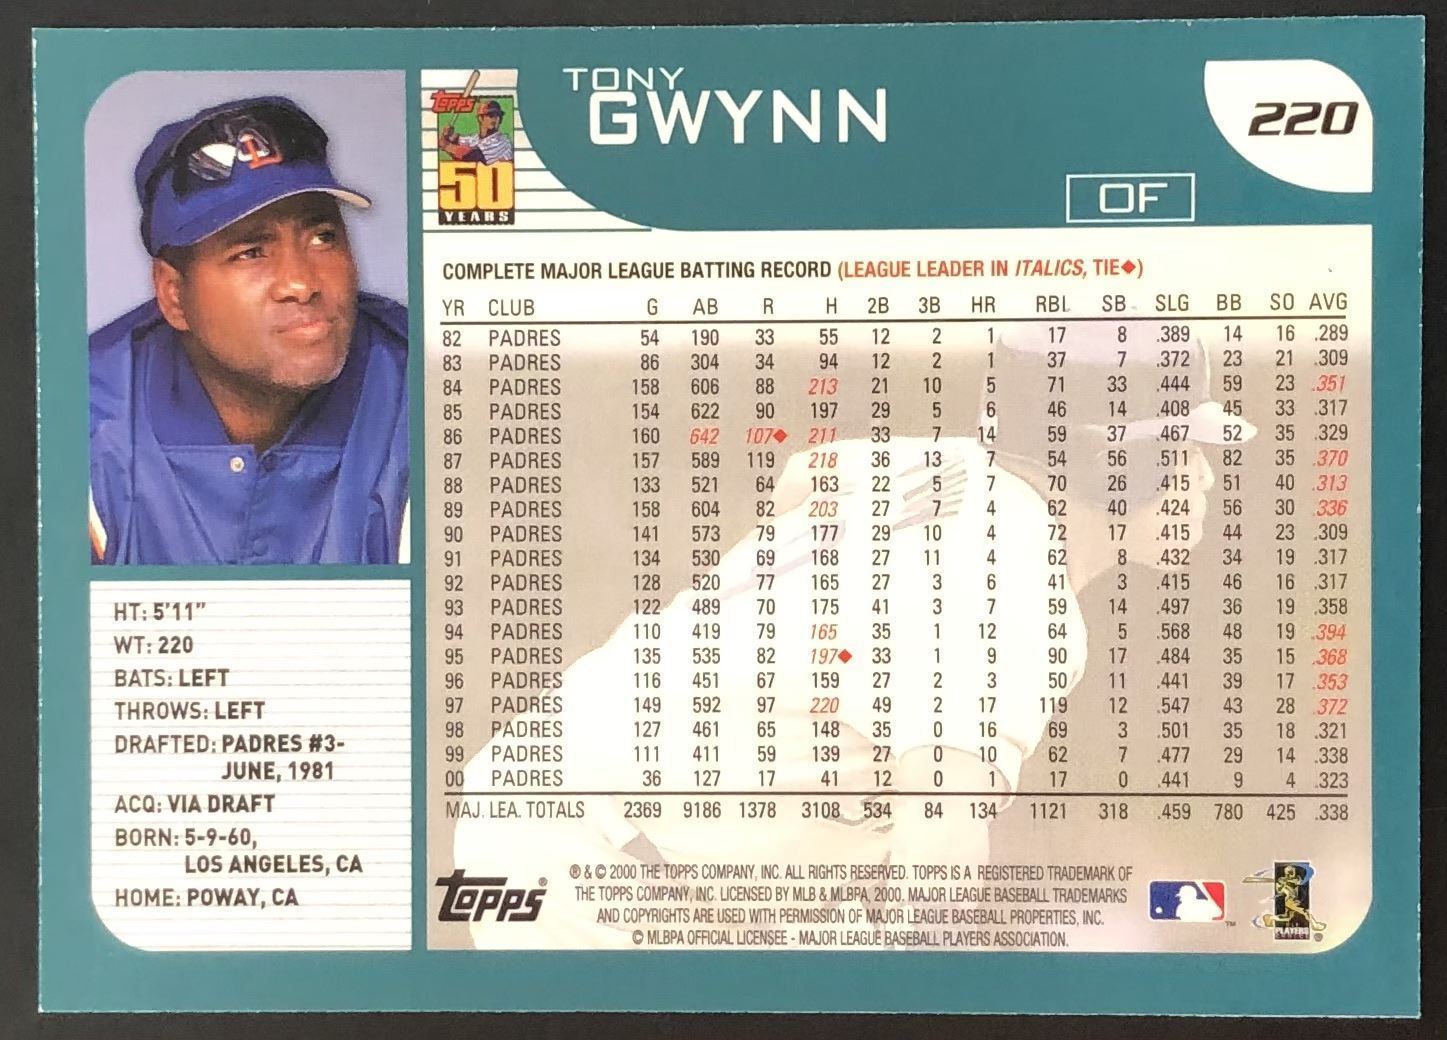 TONY
GWYNN
220
Topps
50
YEARS
OF
HT: 5'11"
WT: 220
BATS: LEFT
THROWS: LEFT
DRAFTED: PADRES #3-
JUNE, 1981
ACQ: VIA DRAFT
BORN: 5-9-60,
LOS ANGELES, CA
HOME: POWAY, CA
COMPLETE MAJOR LEAGUE BATTING RECORD (LEAGUE LEADER IN ITALICS, TIE◆)
YR CLUB G AB R H 2B 3B HR RBI SB SLG BB SO AVG
82 PADRES 54 190 33 55 12 2 1 17 8 .389 14 16 .289
83 PADRES 86 304 34 94 12 2 1 37 7 .372 23 21 .309
84 PADRES 158 606 88 213 21 10 5 71 33 .444 59 23 .351
85 PADRES 154 622 90 197 29 5 6 46 14 .408 45 33 .317
86 PADRES 160 642 107◆ 211 33 7 14 59 37 .467 52 35 .329
87 PADRES 157 589 119 218 36 13 7 54 56 .511 82 35 .370
88 PADRES 133 521 64 163 22 5 7 70 26 .415 51 40 .313
89 PADRES 158 604 82 203 27 7 4 62 40 .424 56 30 .336
90 PADRES 141 573 79 177 29 10 4 72 17 .415 44 23 .309
91 PADRES 134 530 69 168 27 11 4 62 8 .432 34 19 .317
92 PADRES 128 520 77 165 27 3 6 41 3 .415 46 16 .317
93 PADRES 122 489 70 175 41 3 7 59 14 .497 36 19 .358
94 PADRES 110 419 79 165 35 1 12 64 5 .568 48 19 .394
95 PADRES 135 535 82 197◆ 33 1 9 90 17 .484 35 15 .368
96 PADRES 116 451 67 159 27 2 3 50 11 .441 39 17 .353
97 PADRES 149 592 97 220 49 2 17 119 12 .547 43 28 .372
98 PADRES 127 461 65 148 35 0 16 69 3 .501 35 18 .321
99 PADRES 111 411 59 139 27 0 10 62 7 .477 29 14 .338
00 PADRES 36 127 17 41 12 0 1 17 0 .441 9 4 .323
MAJ. LEA. TOTALS 2369 9186 1378 3108 534 84 134 1121 318 .459 780 425 .338
Topps®
® & © 2000 THE TOPPS COMPANY, INC. ALL RIGHTS RESERVED. TOPPS IS A REGISTERED TRADEMARK OF
THE TOPPS COMPANY, INC. LICENSED BY MLB & MLBPA, 2000. MAJOR LEAGUE BASEBALL TRADEMARKS
AND COPYRIGHTS ARE USED WITH PERMISSION OF MAJOR LEAGUE BASEBALL PROPERTIES, INC.
© MLBPA OFFICIAL LICENSEE - MAJOR LEAGUE BASEBALL PLAYERS ASSOCIATION.
PLAYERS